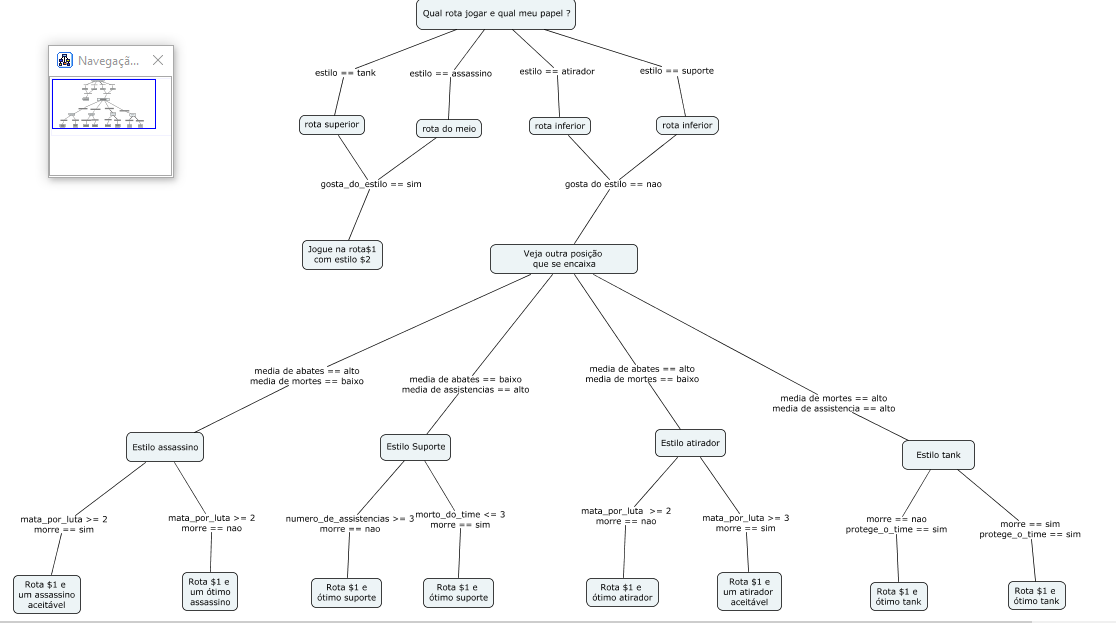 Qual rota jogar e qual meu papel ?
Navegaçã...
estilo == tank
estilo == assassino
estilo == atirador
estilo == suporte
rota superior
rota do meio
rota inferior
rota inferior
gosta_do_estilo == sim
gosta do estilo == nao
Jogue na rota$1
com estilo $2
Veja outra posição
que se encaixa
media de abates == alto
media de mortes == baixo
media de abates == baixo
media de assistencias == alto
media de abates == alto
media de mortes == baixo
media de mortes == alto
media de assistencia == alto
Estilo assassino
Estilo Suporte
Estilo atirador
Estilo tank
mata_por_luta >= 2
morre == sim
mata_por_luta >= 2
morre == nao
numero_de_assistencias >= 3
morre == nao
morto_do_time <= 3
morre == sim
mata_por_luta >= 2
morre == nao
mata_por_luta >= 3
morre == sim
morre == nao
protege_o_time == sim
morre == sim
protege_o_time == sim
Rota $1 e
um assassino
aceitável
Rota $1 e
um ótimo
assassino
Rota $1 e
ótimo suporte
Rota $1 e
ótimo suporte
Rota $1 e
ótimo atirador
Rota $1 e
um atirador
aceitável
Rota $1 e
ótimo tank
Rota $1 e
ótimo tank